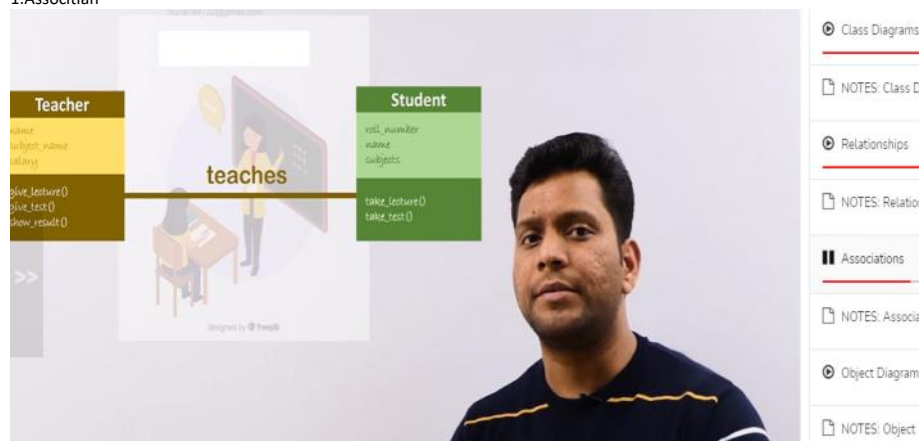 1.Associtian
Teacher
name
subject_name
salary
give_lecture()
give_test()
show_result()
teaches
Student
roll_number
name
subjects
take_lecture()
take_test()
>>
designed by freepik
Class Diagrams
NOTES: Class D
Relationships
NOTES: Relation
Associations
NOTES: Associa
Object Diagram
NOTES: Object